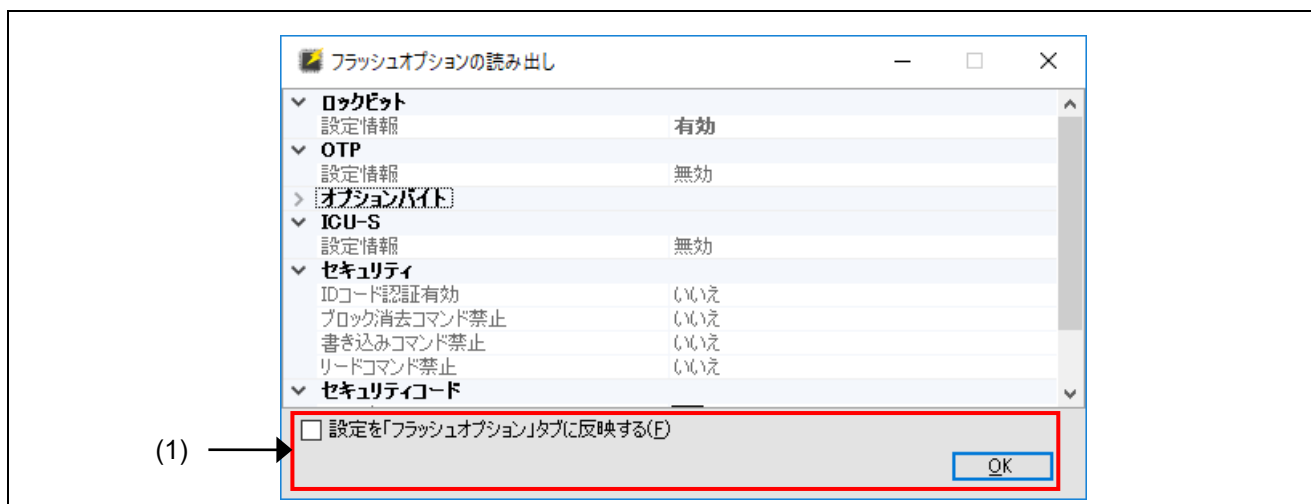 フラッシュオプションの読み出し
ロックビット
設定情報 有効
OTP
設定情報 無効
オプションバイト
ICU-S
設定情報 無効
セキュリティ
IDコード認証有効 いいえ
ブロック消去コマンド禁止 いいえ
書き込みコマンド禁止 いいえ
リードコマンド禁止 いいえ
セキュリティコード
設定を「フラッシュオプション」タブに反映する(F)
(1)
OK